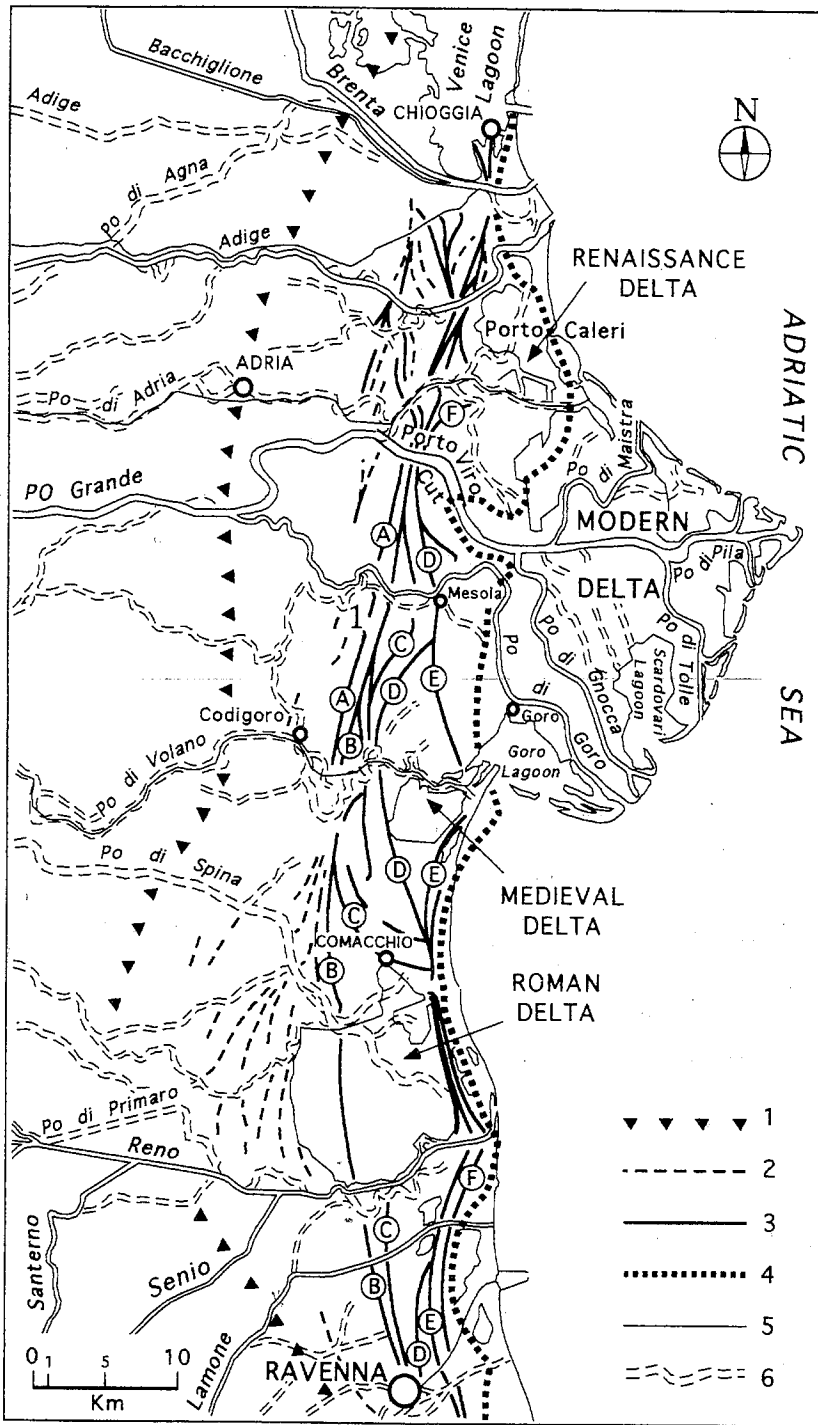 Bacchiglione
Brenta
Venice
Lagoon
CHIOGGIA
N
Adige
Po di Agna
Adige
RENAISSANCE
DELTA
Porto Caleri
ADRIATIC
SEA
ADRIA
Po di Adria
F
Porto Viro
Cut
Po di
Maistra
PO Grande
MODERN
DELTA
A
D
Po di Pila
Mesola
1
C
D
E
A
B
Po di Goro
Po di Gnocca
Scardovari
Lagoon
Po di Tolle
Codigoro
Goro
Po di Volano
Goro
Lagoon
Po di Spina
D
E
C
MEDIEVAL
DELTA
COMACCHIO
B
ROMAN
DELTA
Po di Primaro
Reno
F
Santerno
Senio
C
B
Lamone
E
D
RAVENNA
0 1 5 10
Km
1
2
3
4
5
6